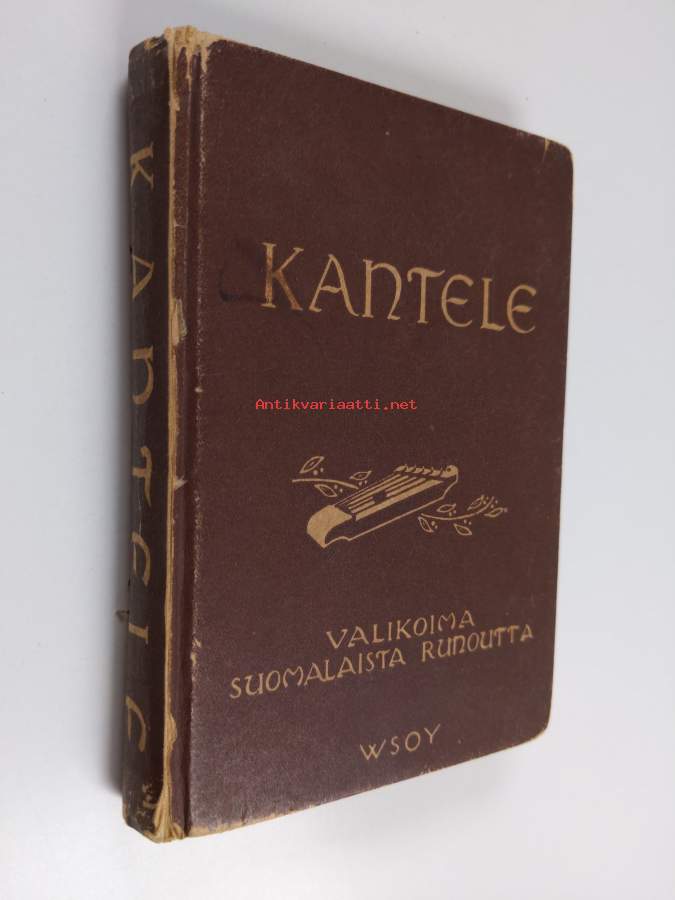 KANTELE
KANTELE
Antikvariaatti.net
VALIKOIMA
SUOMALAISTA RUNOUTTA
WSOY